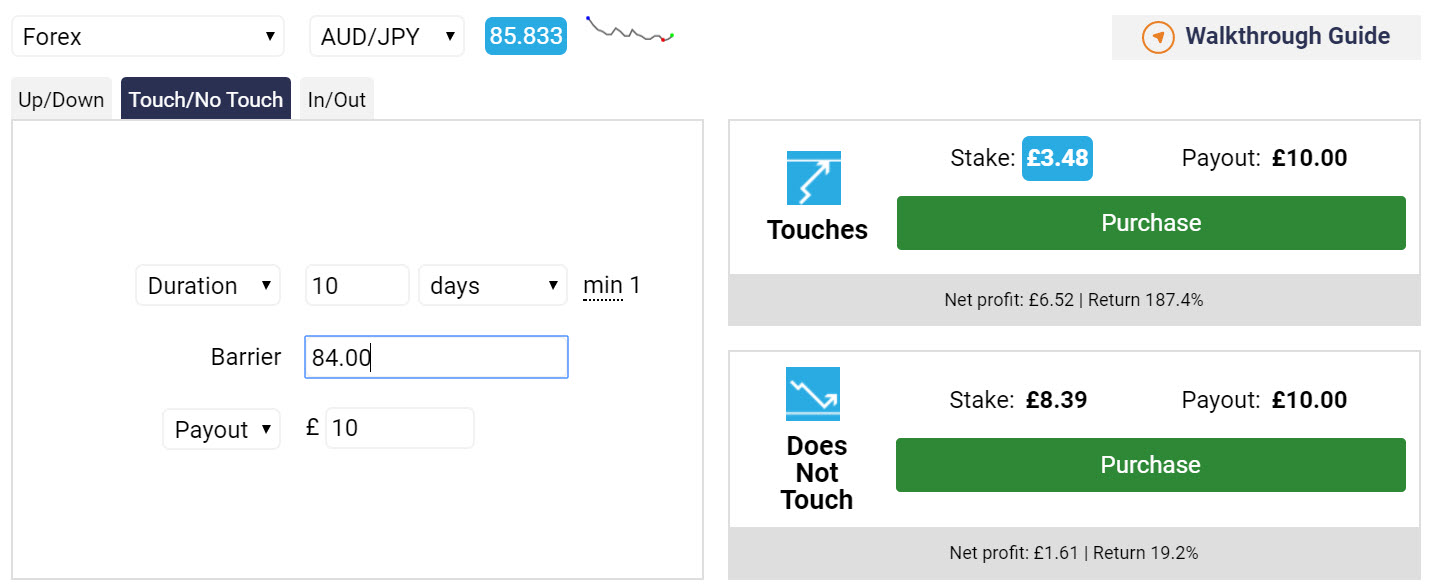 Forex AUD/JPY 85.833 Walkthrough Guide
Up/Down Touch/No Touch In/Out
Stake: £3.48 Payout: £10.00
Purchase
Touches
Net profit: £6.52 | Return 187.4%
Duration 10 days min 1
Barrier 84.00
Payout £ 10
Stake: £8.39 Payout: £10.00
Does
Not
Touch
Purchase
Net profit: £1.61 | Return 19.2%